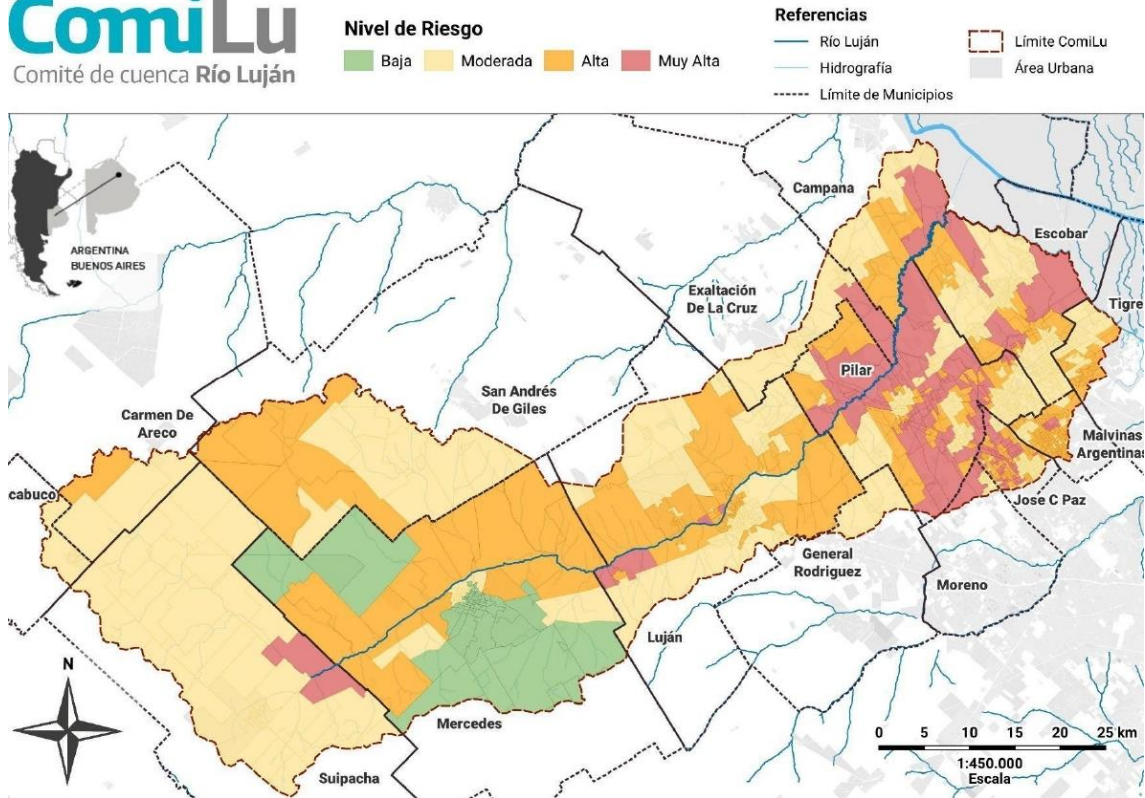 ComiLu
Comité de cuenca Río Luján
Nivel de Riesgo
Baja
Moderada
Alta
Muy Alta
Referencias
Río Luján
Hidrografía
Límite de Municipios
Límite ComiLu
Área Urbana
ARGENTINA
BUENOS AIRES
Campana
Escobar
Tigre
Exaltación
De La Cruz
Pilar
San Andrés
De Giles
Carmen De
Areco
Malvinas
Argentinas
cabuco
Jose C Paz
General
Rodriguez
Moreno
Luján
Mercedes
Suipacha
N
0 5 10 15 20 25 km
1:450.000
Escala